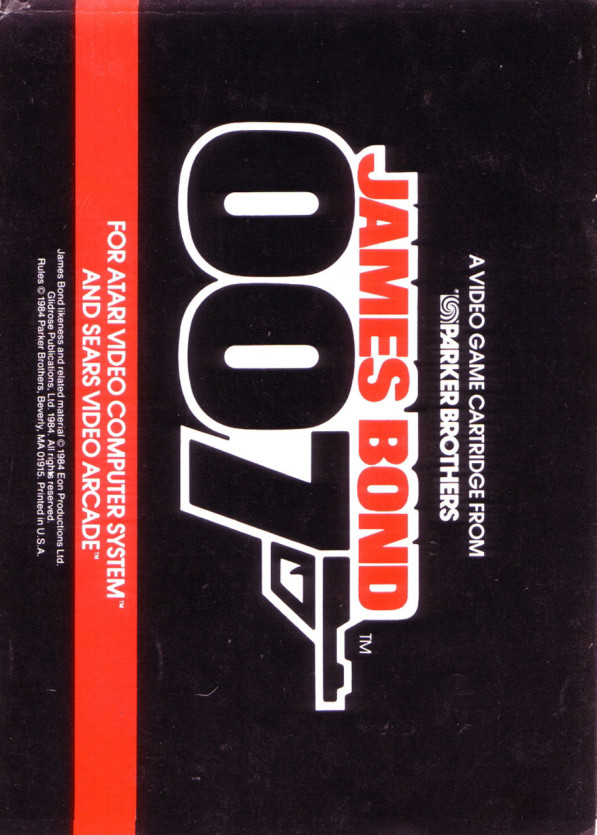 A VIDEO GAME CARTRIDGE FROM
PARKER BROTHERS
JAMES BOND ™
007
FOR ATARI VIDEO COMPUTER SYSTEM™
AND SEARS VIDEO ARCADE™
James Bond likeness and related material © 1984 Eon Productions Ltd.
Glidrose Publications, Ltd. 1984. All rights reserved.
Rules © 1984 Parker Brothers, Beverly, MA 01915. Printed in U.S.A.